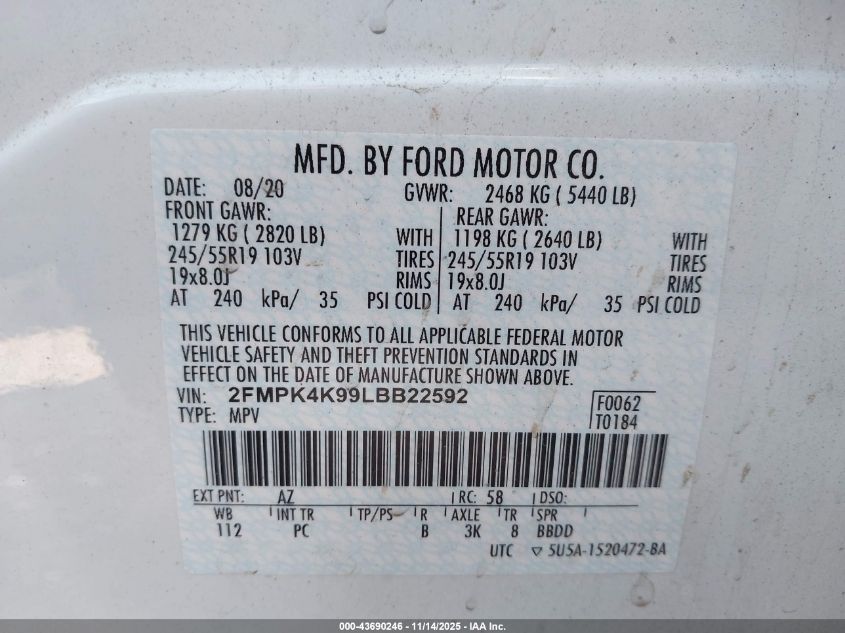 MFD. BY FORD MOTOR CO.
DATE: 08/20 GVWR: 2468 KG ( 5440 LB)
FRONT GAWR: REAR GAWR:
1279 KG ( 2820 LB) WITH 1198 KG ( 2640 LB) WITH
245/55R19 103V TIRES 245/55R19 103V TIRES
19x8.0J RIMS 19x8.0J RIMS
AT 240 kPa/ 35 PSI COLD AT 240 kPa/ 35 PSI COLD
THIS VEHICLE CONFORMS TO ALL APPLICABLE FEDERAL MOTOR
VEHICLE SAFETY AND THEFT PREVENTION STANDARDS IN
EFFECT ON THE DATE OF MANUFACTURE SHOWN ABOVE.
VIN: 2FMPK4K99LBB22592 F0062
TYPE: MPV T0184
EXT PNT: AZ RC: 58 DSO:
WB INT TR TP/PS R AXLE TR SPR
112 PC B 3K 8 BBDD
UTC ▽ 5U5A-1520472-BA
000-43690246 - 11/14/2025 - IAA Inc.